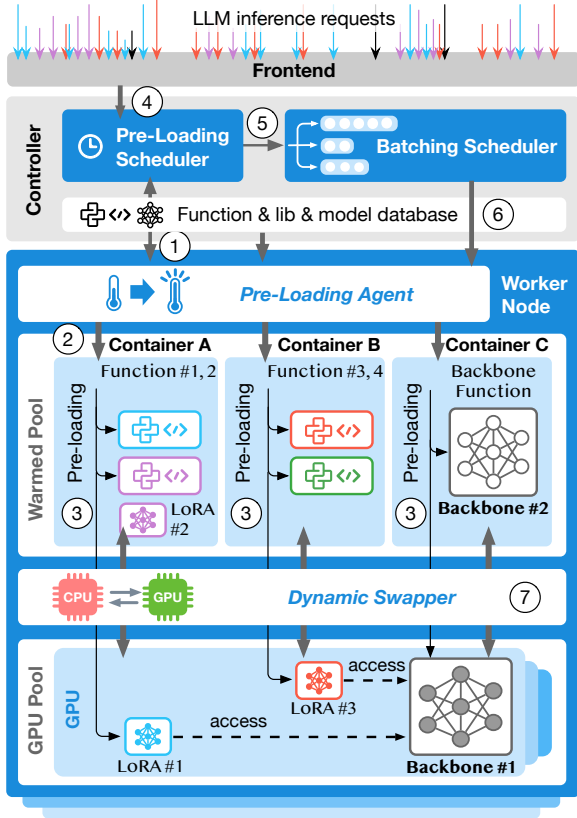 LLM inference requests
Frontend
Controller
4
Pre-Loading
Scheduler
5
Batching Scheduler
Function & lib & model database
6
1
Pre-Loading Agent
Worker
Node
2
Warmed Pool
Container A
Function #1, 2
Pre-loading
3
LoRA
#2
Container B
Function #3, 4
Pre-loading
3
Container C
Backbone
Function
Pre-loading
3
Backbone #2
CPU
GPU
Dynamic Swapper
7
GPU Pool
GPU
LoRA #3
access
LoRA #1
access
Backbone #1